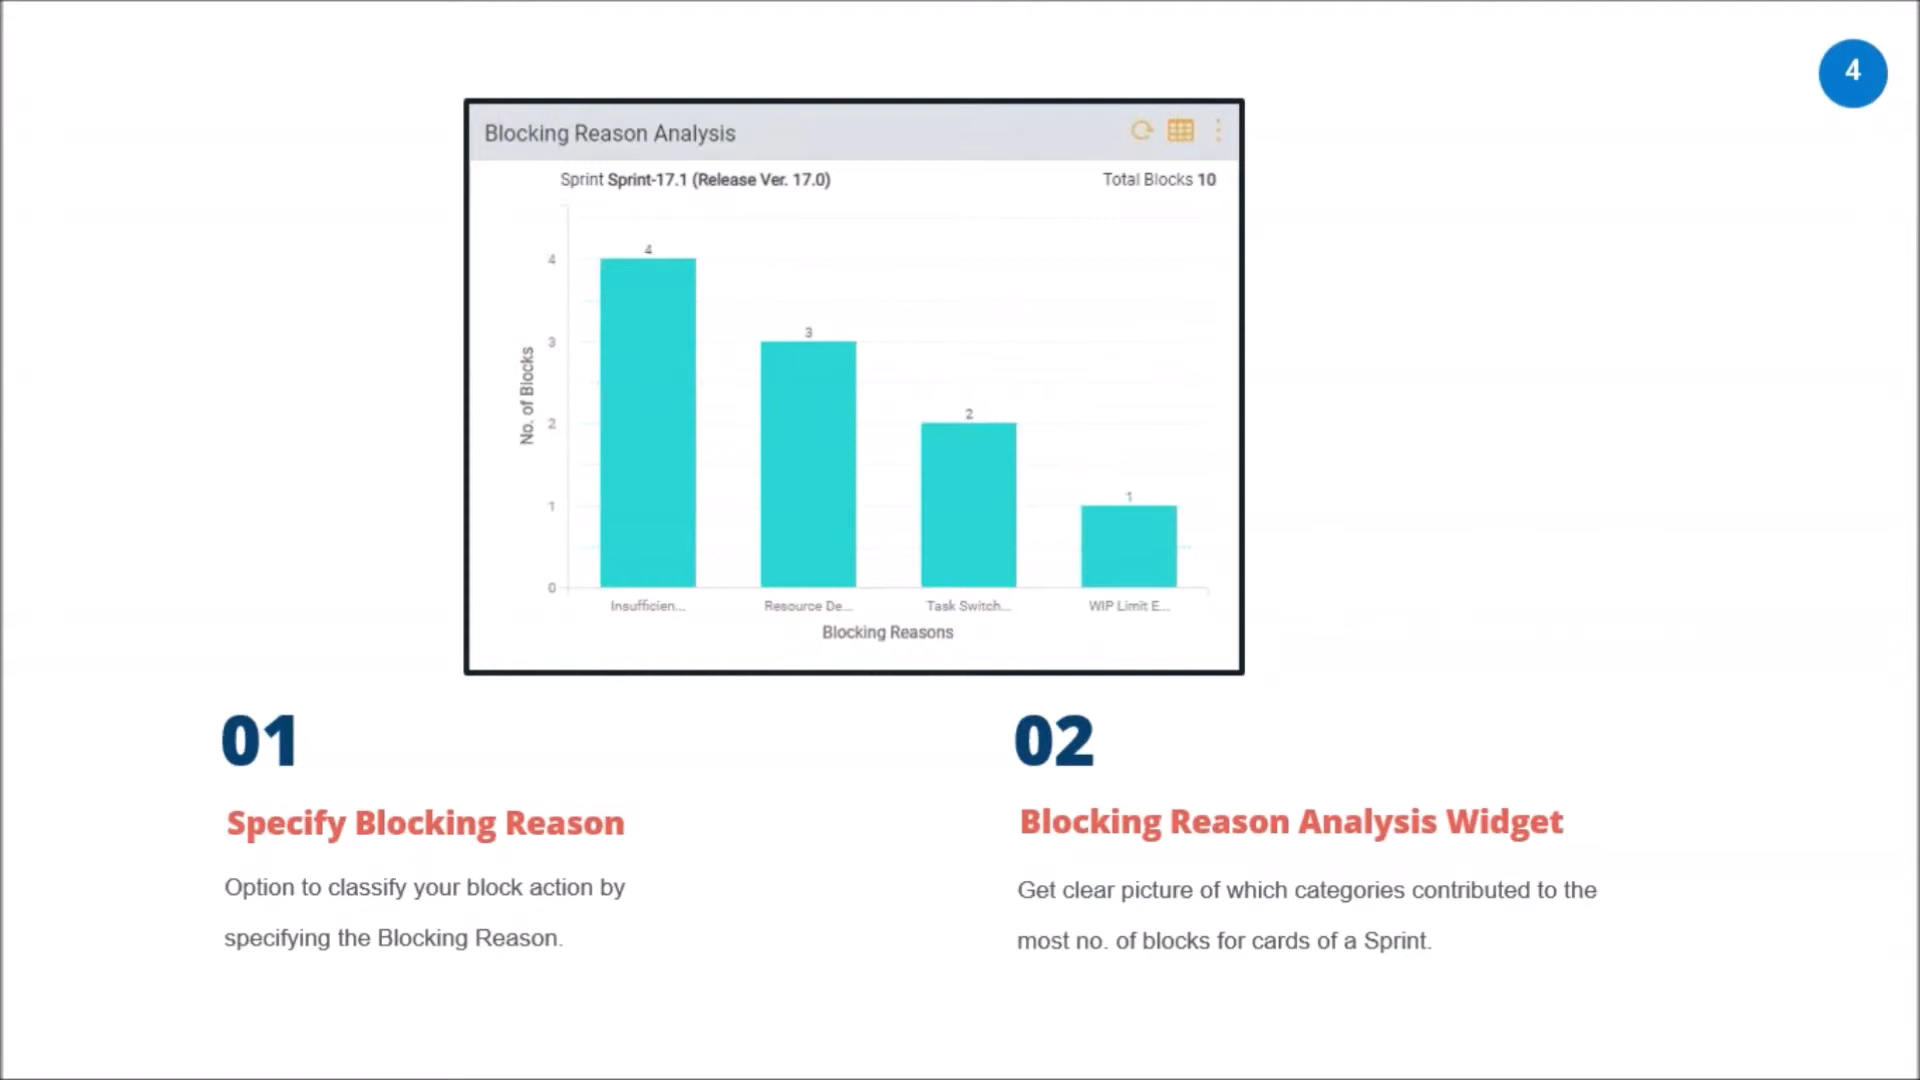 4
Blocking Reason Analysis
Sprint Sprint-17.1 (Release Ver. 17.0)
Total Blocks 10
No. of Blocks
4
3
2
1
0
4
3
2
1
Insufficien...
Resource De...
Task Switch...
WIP Limit E...
Blocking Reasons
01
Specify Blocking Reason
Option to classify your block action by
specifying the Blocking Reason.
02
Blocking Reason Analysis Widget
Get clear picture of which categories contributed to the
most no. of blocks for cards of a Sprint.